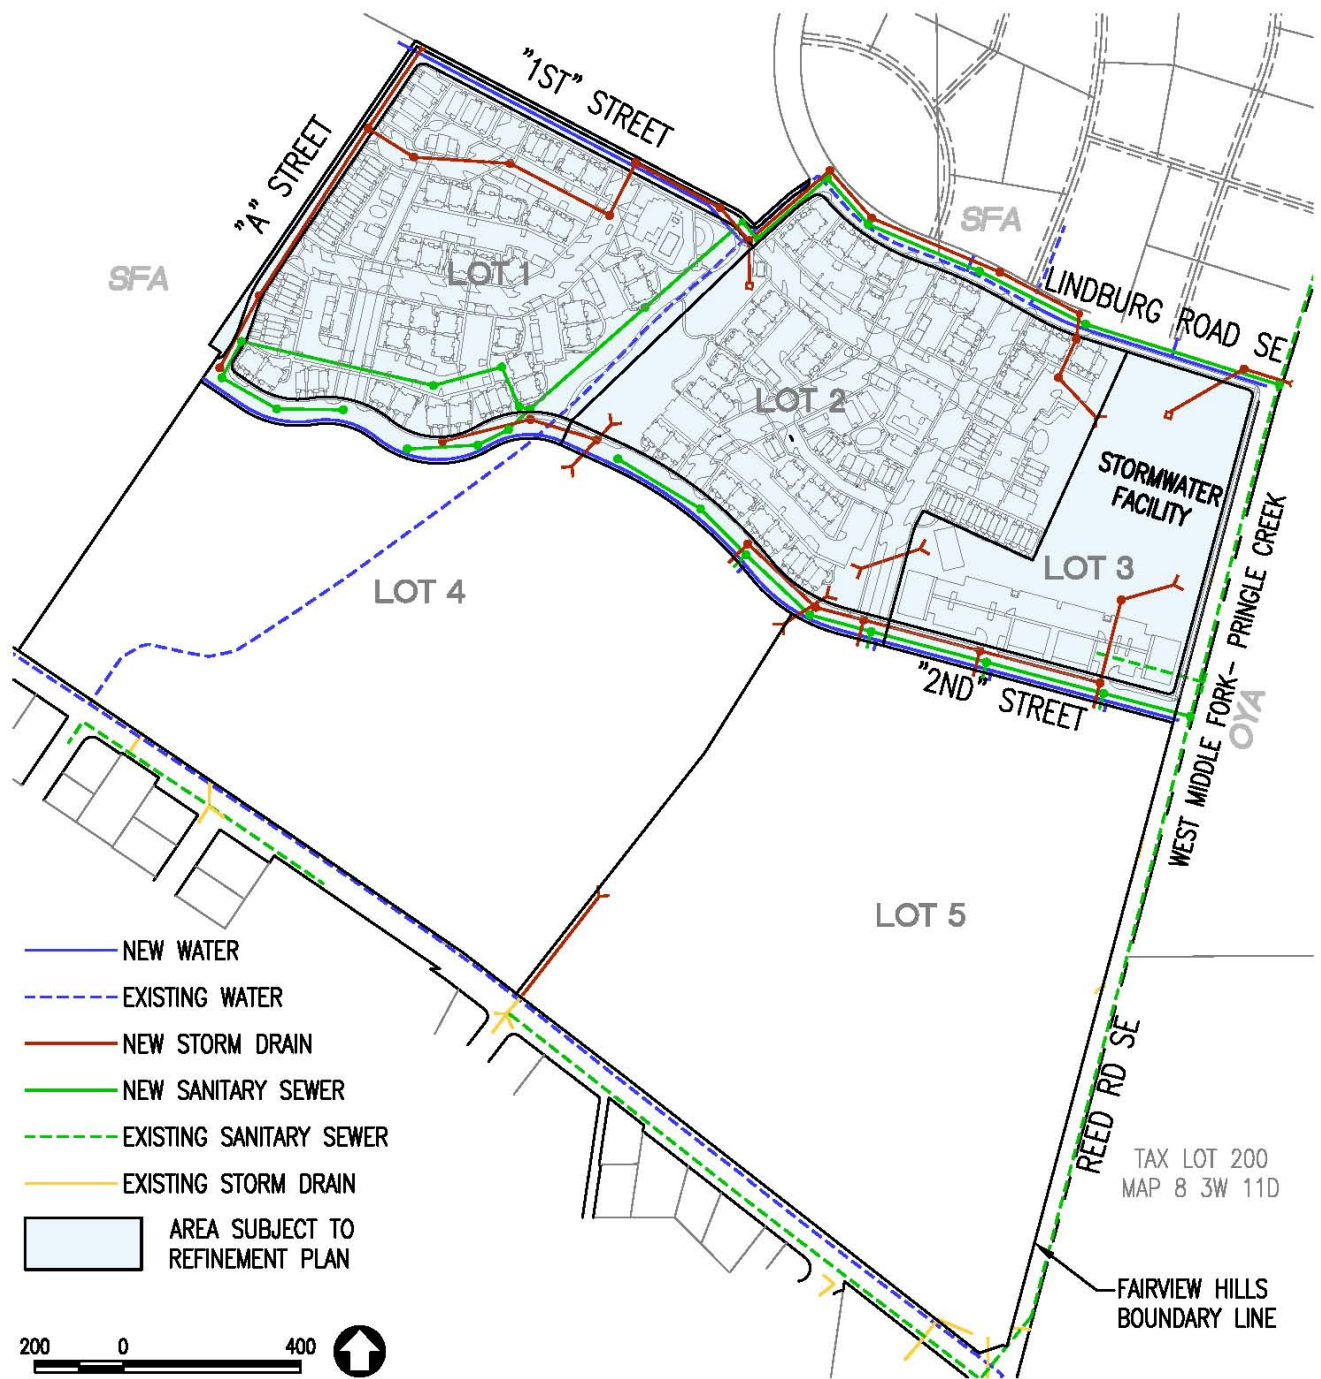 "1ST" STREET
"A" STREET
SFA
SFA
LOT 1
LINDBURG ROAD SE
LOT 2
STORMWATER
FACILITY
LOT 3
LOT 4
"2ND" STREET
WEST MIDDLE FORK- PRINGLE CREEK
OYA
LOT 5
NEW WATER
EXISTING WATER
NEW STORM DRAIN
NEW SANITARY SEWER
EXISTING SANITARY SEWER
EXISTING STORM DRAIN
AREA SUBJECT TO
REFINEMENT PLAN
REED RD SE
TAX LOT 200
MAP 8 3W 11D
FAIRVIEW HILLS
BOUNDARY LINE
200 0 400